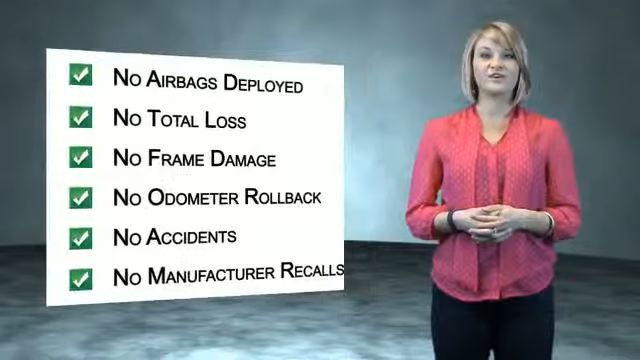 No Airbags Deployed
No Total Loss
No Frame Damage
No Odometer Rollback
No Accidents
No Manufacturer Recalls